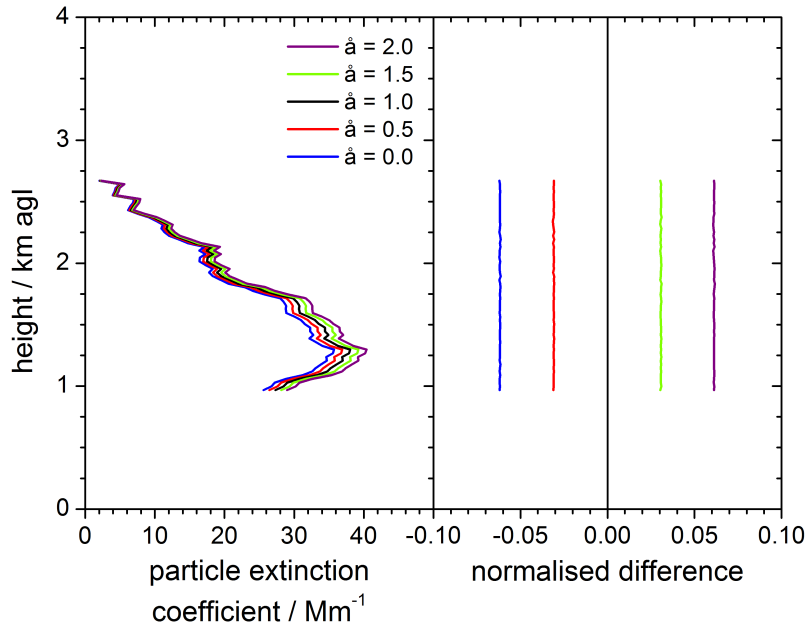 4
3
2
1
0
height / km agl
å = 2.0
å = 1.5
å = 1.0
å = 0.5
å = 0.0
0 10 20 30 40 -0.10 -0.05 0.00 0.05 0.10
particle extinction
coefficient / Mm⁻¹
normalised difference